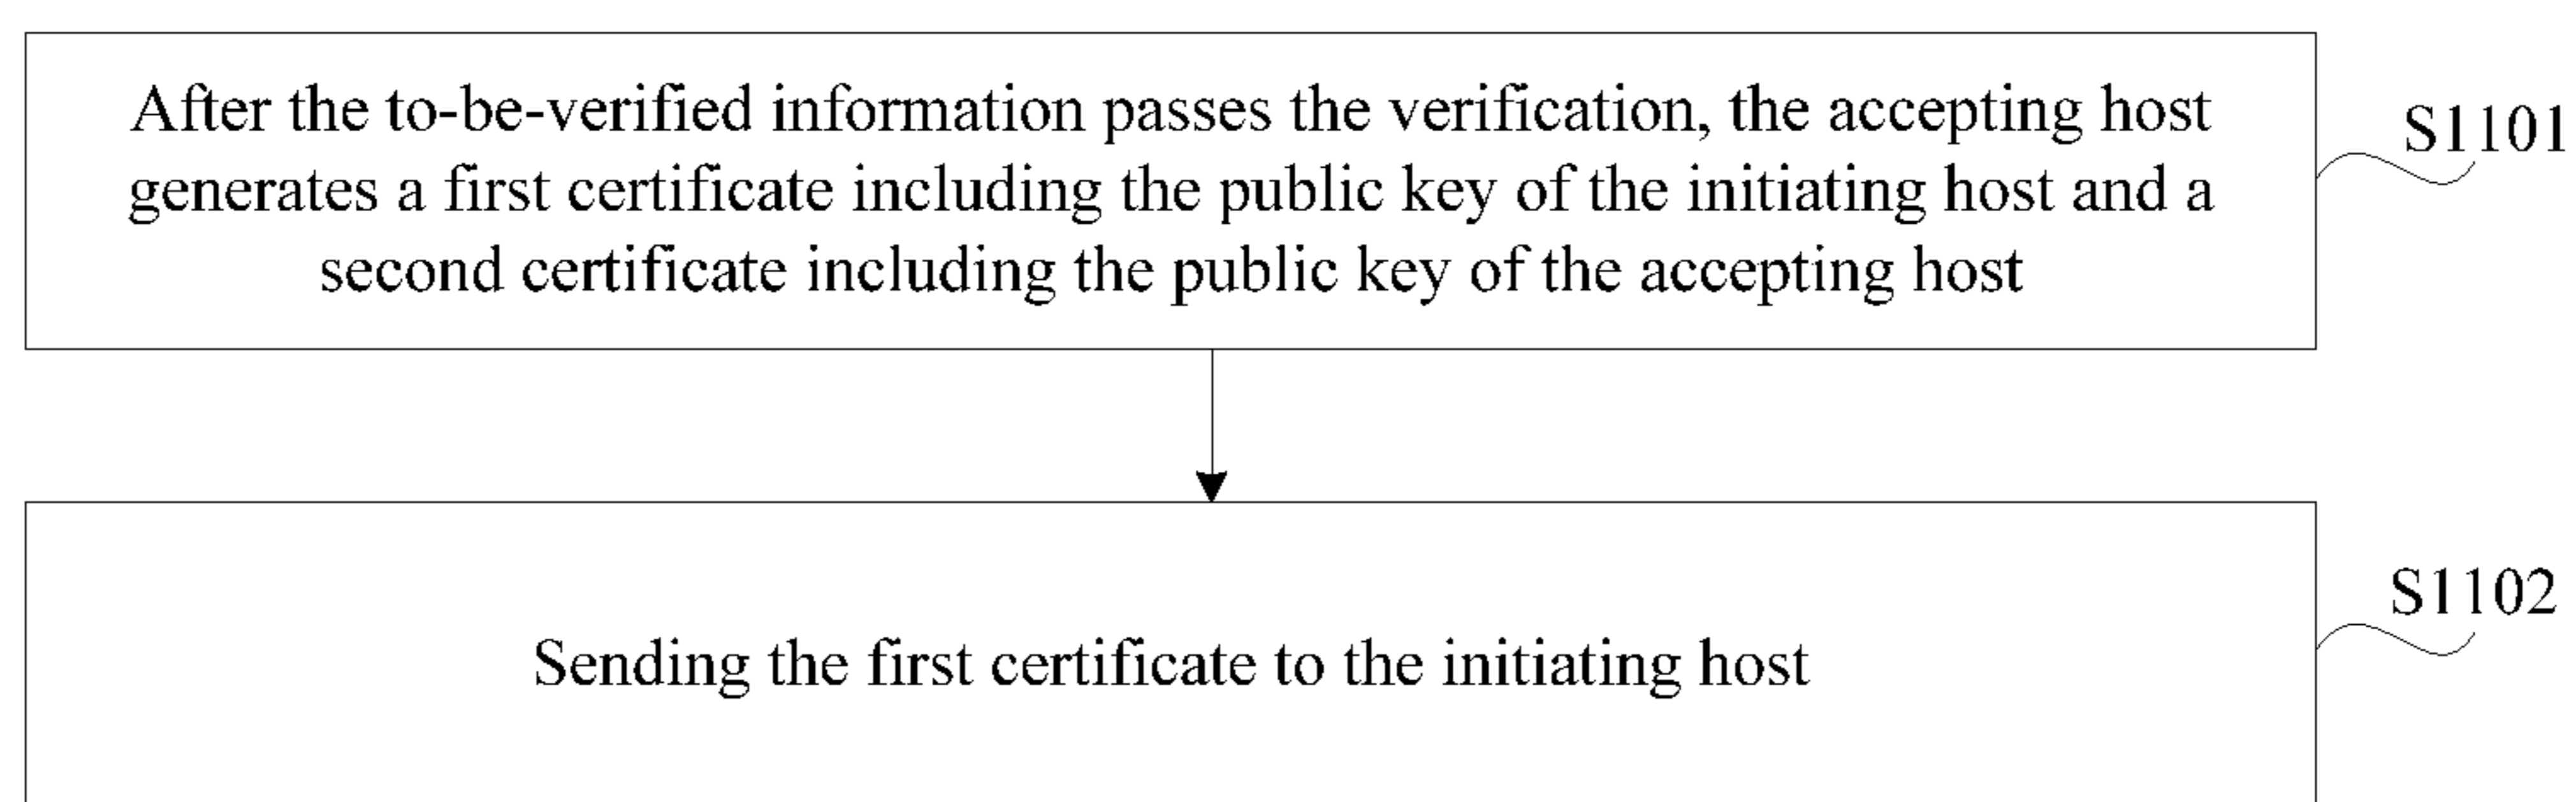 After the to-be-verified information passes the verification, the accepting host
generates a first certificate including the public key of the initiating host and a
second certificate including the public key of the accepting host
S1101
Sending the first certificate to the initiating host
S1102